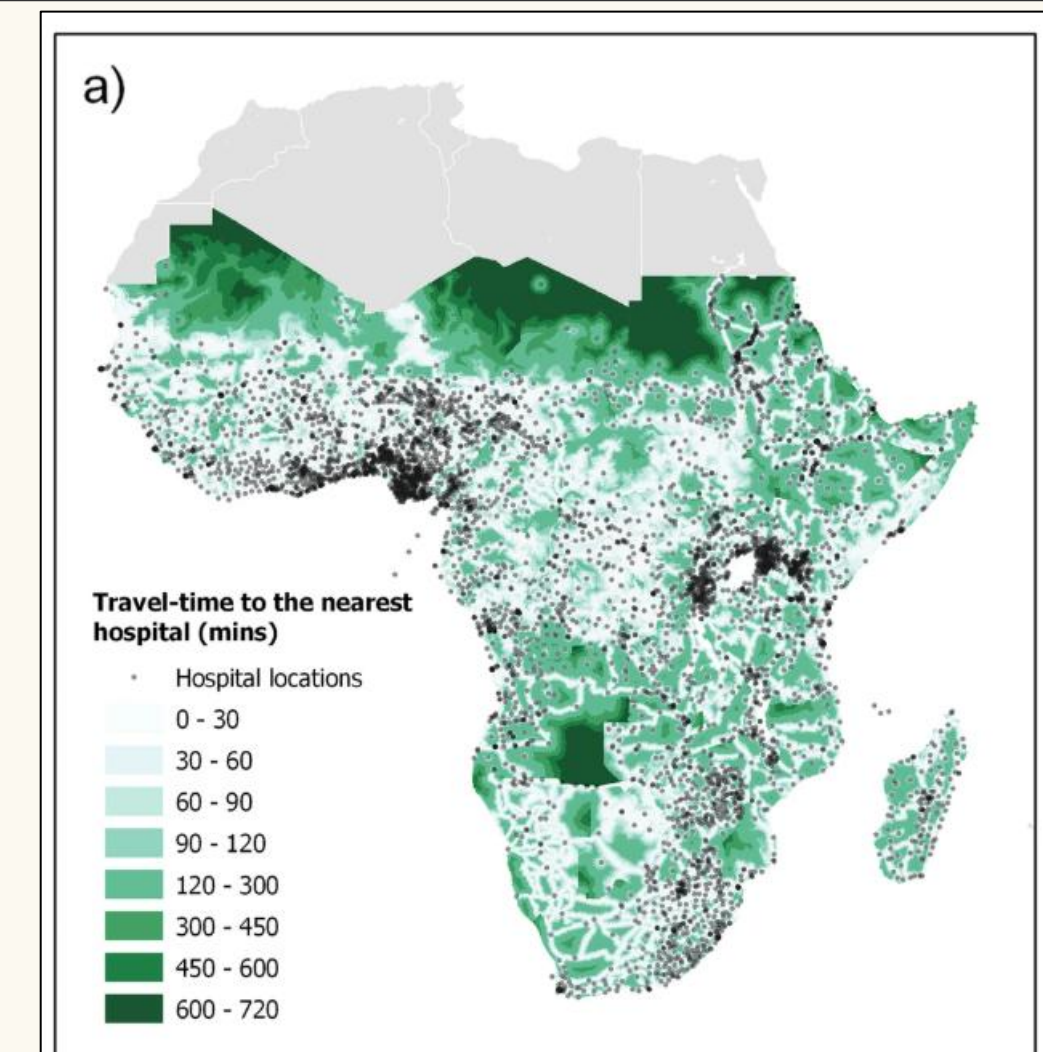 a)
Travel-time to the nearest
hospital (mins)
Hospital locations
0 - 30
30 - 60
60 - 90
90 - 120
120 - 300
300 - 450
450 - 600
600 - 720